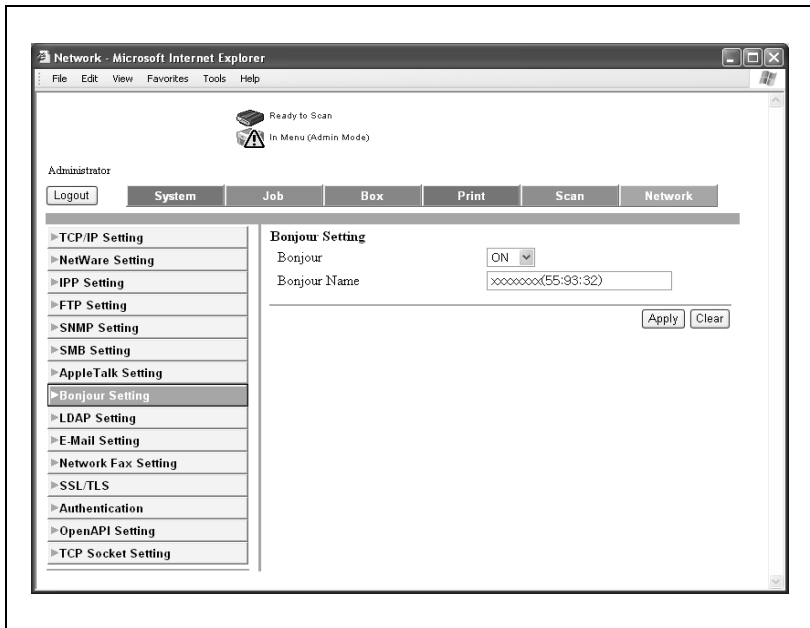 Network - Microsoft Internet Explorer
File Edit View Favorites Tools Help
Ready to Scan
In Menu (Admin Mode)
Administrator
Logout System Job Box Print Scan Network
TCP/IP Setting
NetWare Setting
IPP Setting
FTP Setting
SNMP Setting
SMB Setting
AppleTalk Setting
Bonjour Setting
LDAP Setting
E-Mail Setting
Network Fax Setting
SSL/TLS
Authentication
OpenAPI Setting
TCP Socket Setting
Bonjour Setting
Bonjour ON
Bonjour Name xxxxxxxx(55:93:32)
Apply Clear